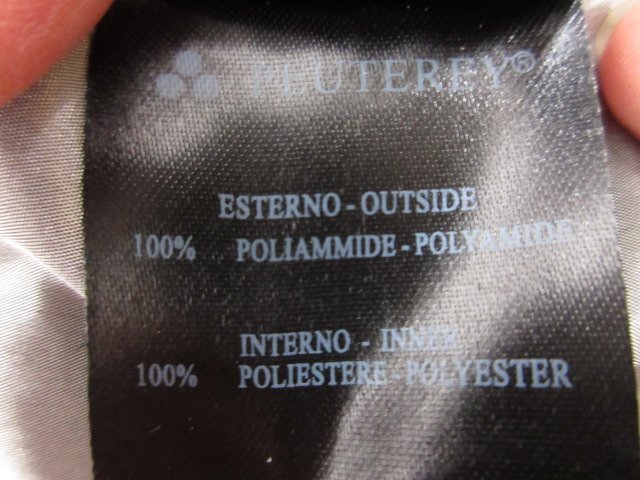 PEUTEREY®
ESTERNO - OUTSIDE
100% POLIAMMIDE - POLYAMIDE
INTERNO - INNER
100% POLIESTERE - POLYESTER